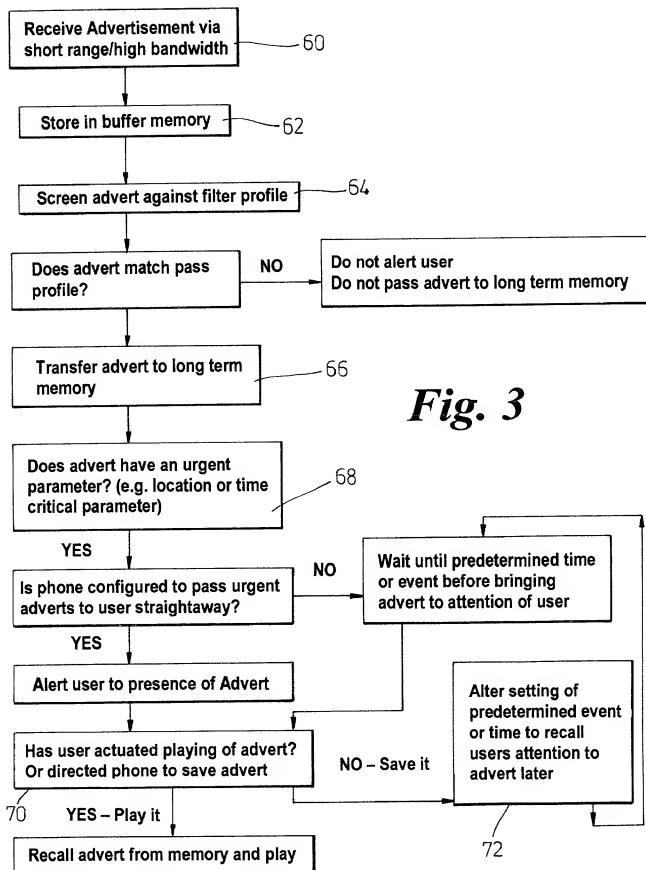 Receive Advertisement via
short range/high bandwidth
60
Store in buffer memory
62
Screen advert against filter profile
64
Does advert match pass
profile?
NO
Do not alert user
Do not pass advert to long term memory
Transfer advert to long term
memory
66
Fig. 3
Does advert have an urgent
parameter? (e.g. location or time
critical parameter)
68
YES
Is phone configured to pass urgent
adverts to user straightaway?
NO
Wait until predetermined time
or event before bringing
advert to attention of user
YES
Alert user to presence of Advert
Has user actuated playing of advert?
Or directed phone to save advert
70
NO – Save it
Alter setting of
predetermined event
or time to recall
users attention to
advert later
72
YES – Play it
Recall advert from memory and play